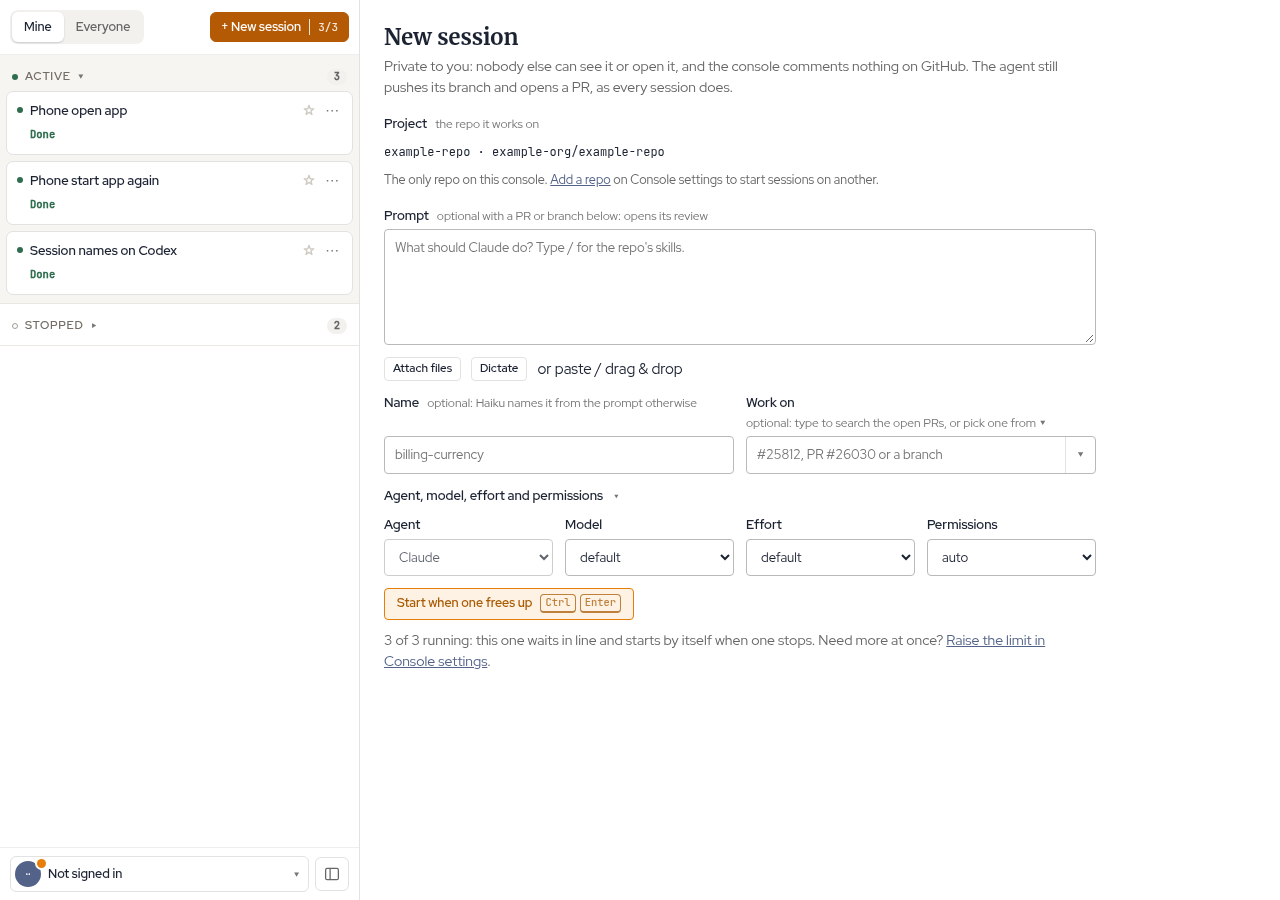 Mine Everyone + New session 3/3
ACTIVE ▾ 3
Phone open app ☆ ···
Done
Phone start app again ☆ ···
Done
Session names on Codex ☆ ···
Done
STOPPED ▸ 2
Not signed in ▾
New session
Private to you: nobody else can see it or open it, and the console comments nothing on GitHub. The agent still
pushes its branch and opens a PR, as every session does.
Project the repo it works on
example-repo · example-org/example-repo
The only repo on this console. Add a repo on Console settings to start sessions on another.
Prompt optional with a PR or branch below: opens its review
What should Claude do? Type / for the repo's skills.
Attach files Dictate or paste / drag & drop
Name optional: Haiku names it from the prompt otherwise
billing-currency
Work on
optional: type to search the open PRs, or pick one from ▾
#25812, PR #26030 or a branch ▾
Agent, model, effort and permissions ▾
Agent Model Effort Permissions
Claude default default auto
Start when one frees up Ctrl Enter
3 of 3 running: this one waits in line and starts by itself when one stops. Need more at once? Raise the limit in
Console settings.